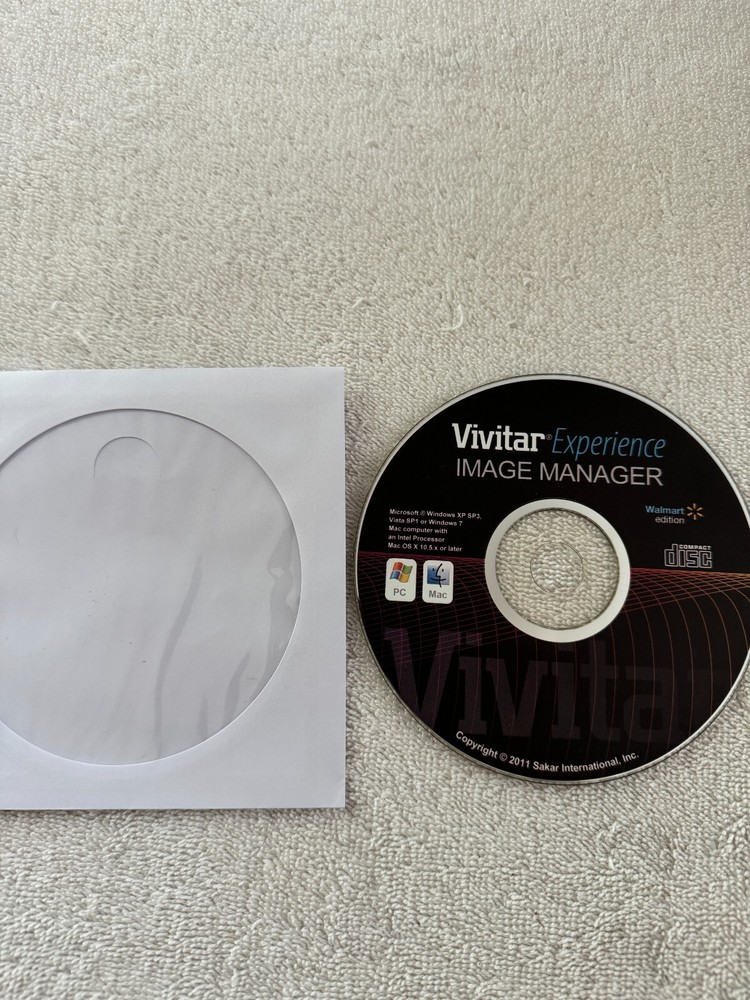 Vivitar® Experience
IMAGE MANAGER
Microsoft ® Windows XP SP3,
Vista SP1 or Windows 7
Mac computer with
an Intel Processor
Mac OS X 10.5.x or later
Walmart
edition
COMPACT
disc
PC
Mac
Vivita
Copyright © 2011 Sakar International, Inc.